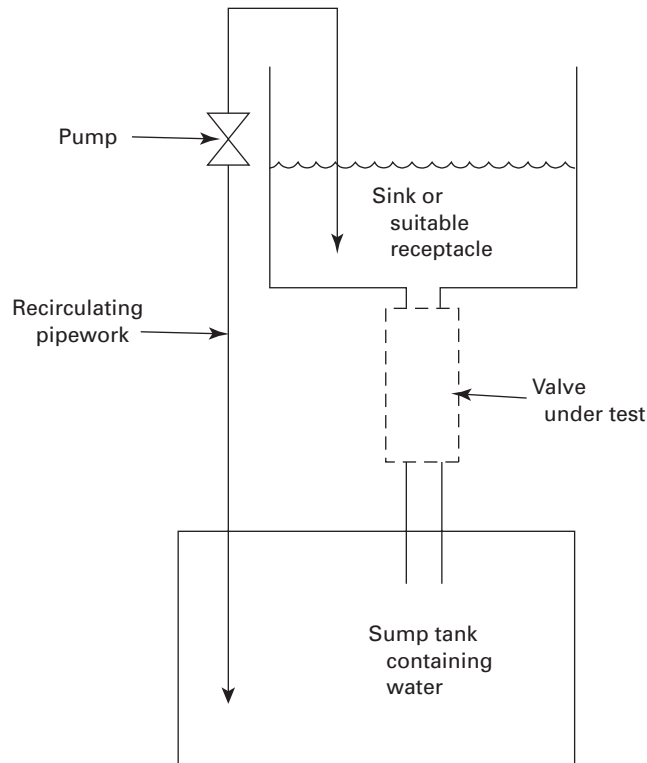 Pump
Sink or
suitable
receptacle
Recirculating
pipework
Valve
under test
Sump tank
containing
water